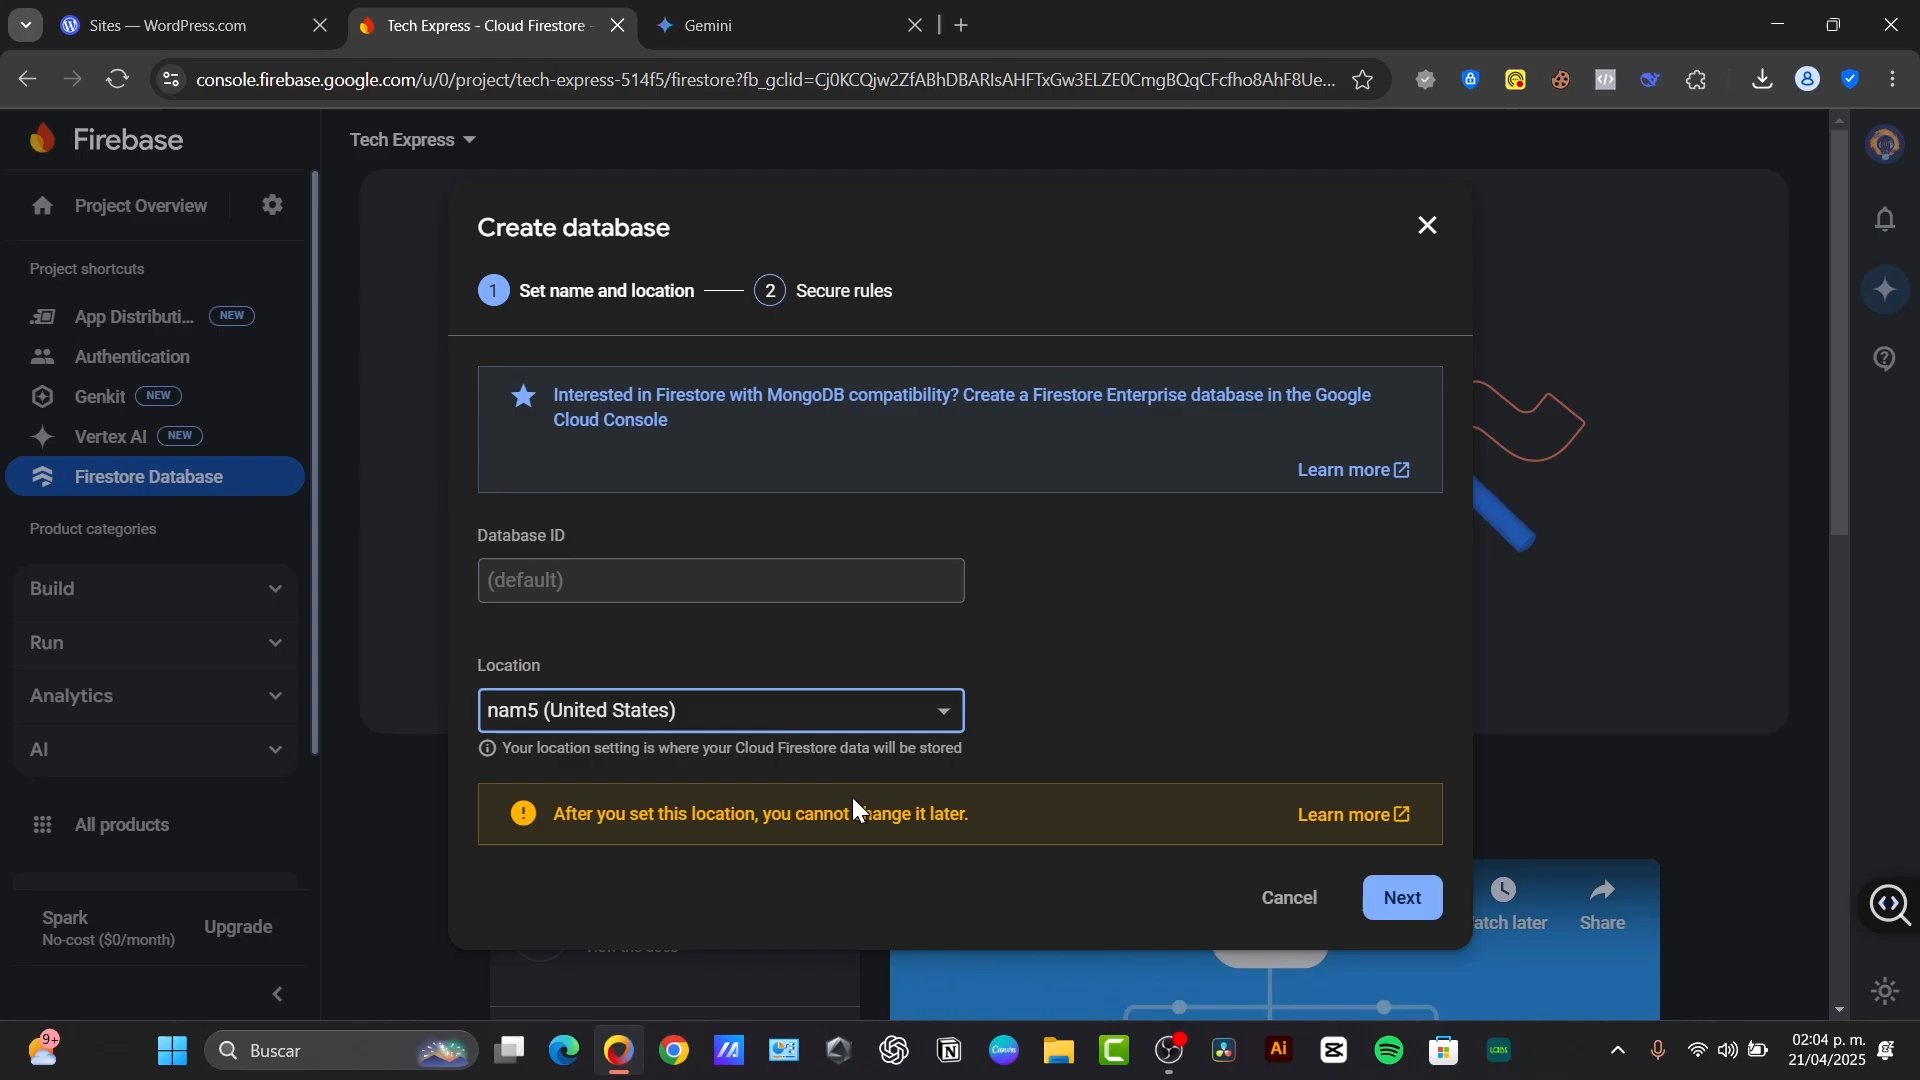 Sites — WordPress.com
Tech Express - Cloud Firestore -
Gemini
console.firebase.google.com/u/0/project/tech-express-514f5/firestore?fb_gclid=Cj0KCQjw2ZfABhDBARIsAHFTxGw3ELZE0CmgBQqCFcfho8AhF8Ue...
Firebase
Tech Express
Project Overview
Project shortcuts
App Distributi... NEW
Authentication
Genkit NEW
Vertex AI NEW
Firestore Database
Product categories
Build
Run
Analytics
AI
All products
Spark
No-cost ($0/month)
Upgrade
Create database
1 Set name and location
2 Secure rules
Interested in Firestore with MongoDB compatibility? Create a Firestore Enterprise database in the Google
Cloud Console
Learn more
Database ID
(default)
Location
nam5 (United States)
Your location setting is where your Cloud Firestore data will be stored
After you set this location, you cannot change it later.
Learn more
Cancel
Next
atch later
Share
9+
Buscar
Canva
Ai
LABS
02:04 p. m.
21/04/2025